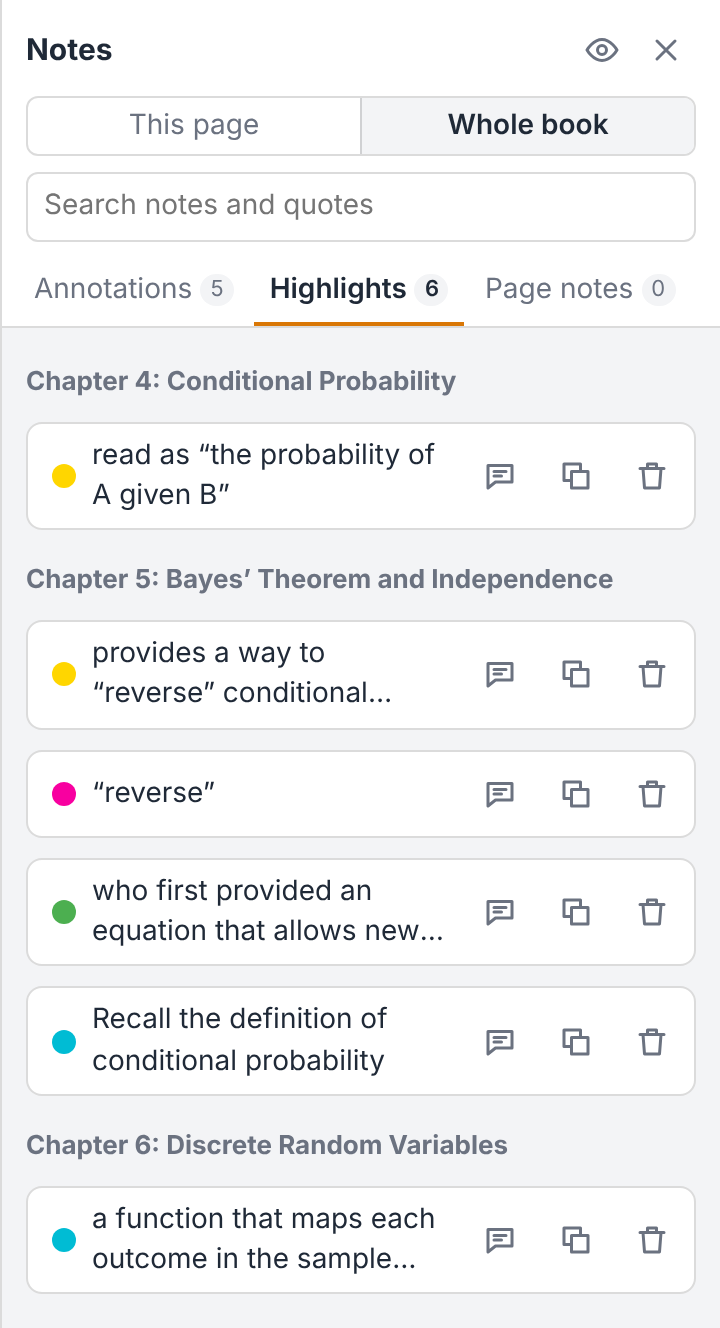 Notes
This page
Whole book
Search notes and quotes
Annotations 5
Highlights 6
Page notes 0
Chapter 4: Conditional Probability
read as “the probability of
A given B”
Chapter 5: Bayes’ Theorem and Independence
provides a way to
“reverse” conditional...
“reverse”
who first provided an
equation that allows new...
Recall the definition of
conditional probability
Chapter 6: Discrete Random Variables
a function that maps each
outcome in the sample...